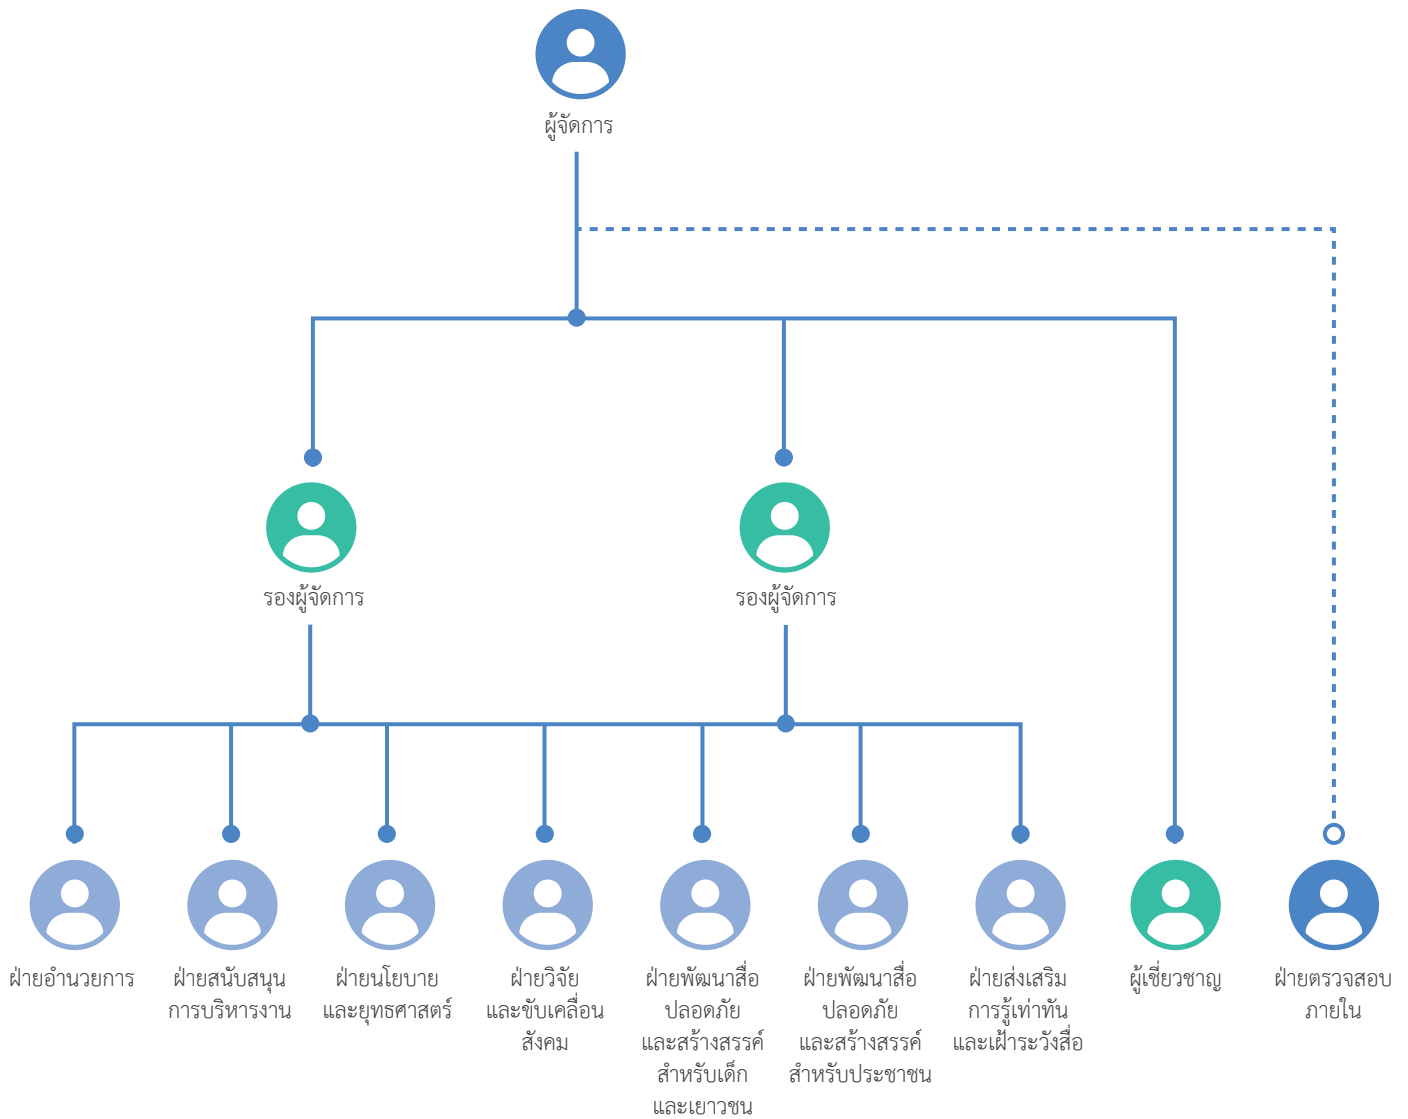 ผู้จัดการ
รองผู้จัดการ
รองผู้จัดการ
ฝ่ายอำนวยการ
ฝ่ายสนับสนุน
การบริหารงาน
ฝ่ายนโยบาย
และยุทธศาสตร์
ฝ่ายวิจัย
และขับเคลื่อน
สังคม
ฝ่ายพัฒนาสื่อ
ปลอดภัย
และสร้างสรรค์
สำหรับเด็ก
และเยาวชน
ฝ่ายพัฒนาสื่อ
ปลอดภัย
และสร้างสรรค์
สำหรับประชาชน
ฝ่ายส่งเสริม
การรู้เท่าทัน
และเฝ้าระวังสื่อ
ผู้เชี่ยวชาญ
ฝ่ายตรวจสอบ
ภายใน